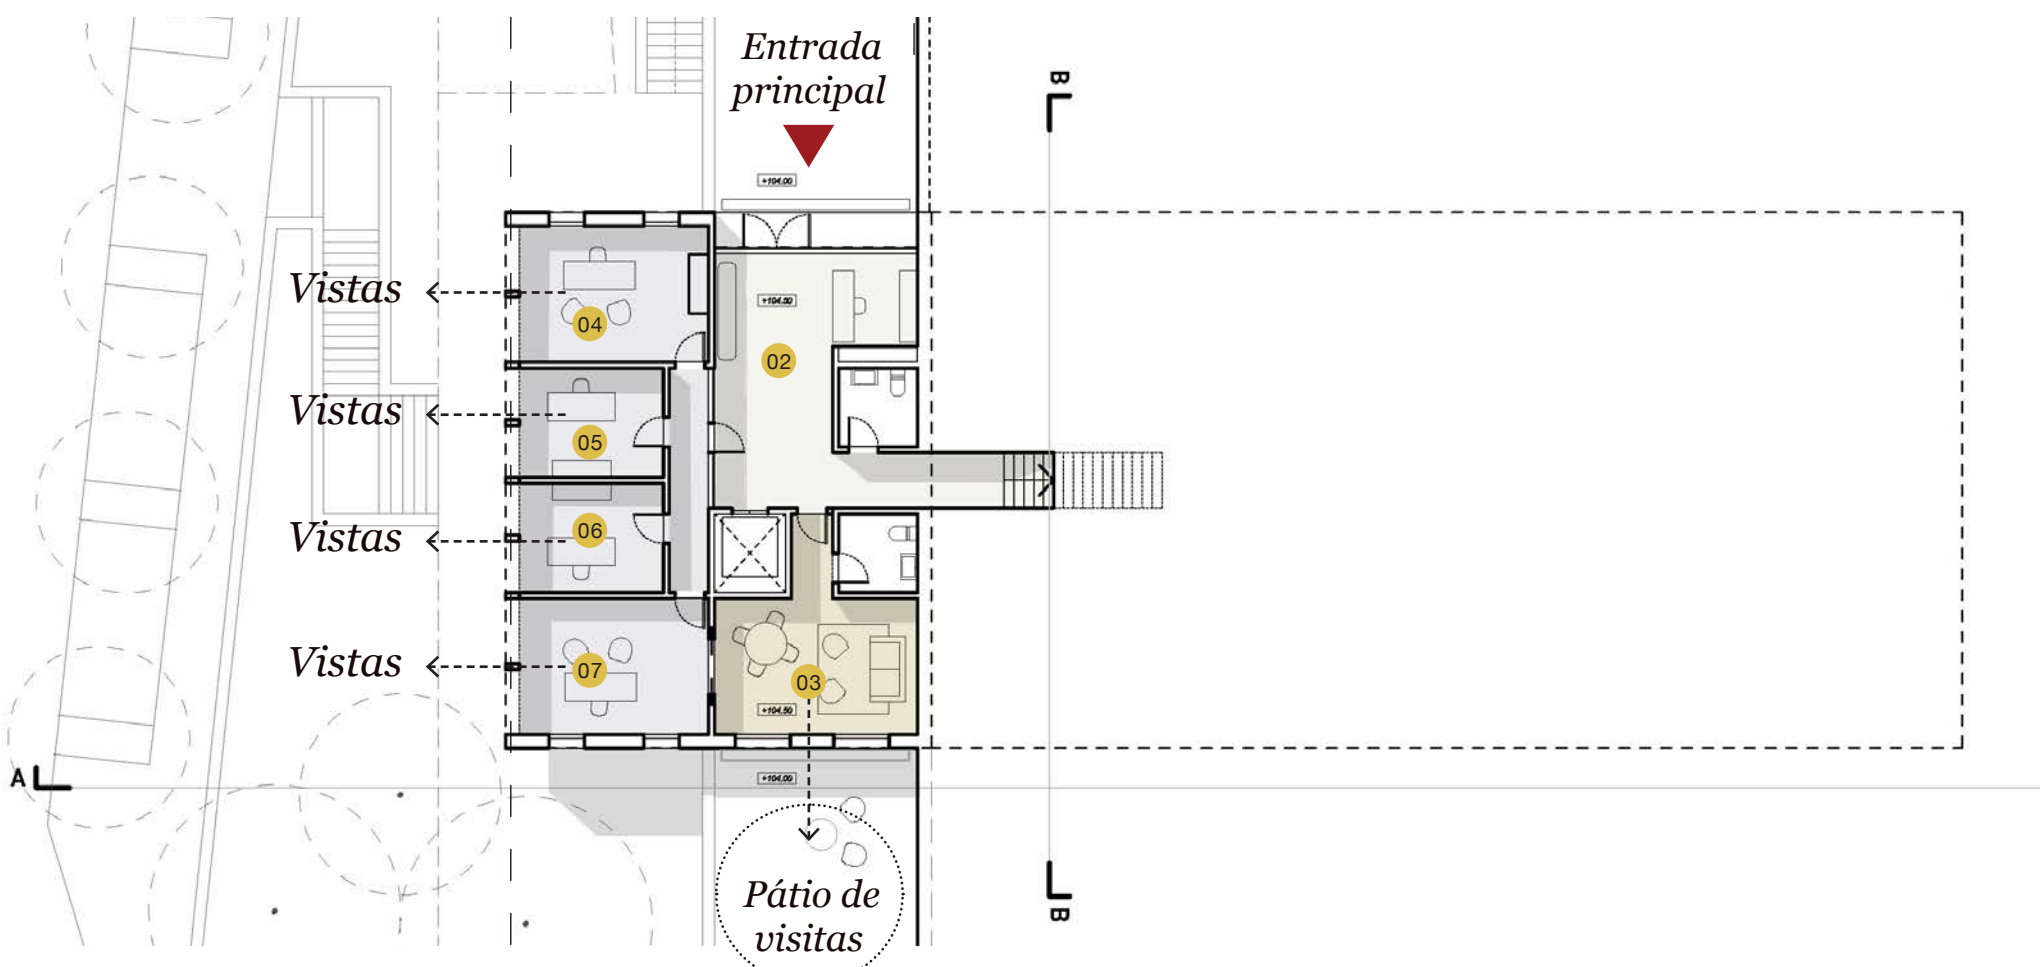 Entrada
principal
B
+104.00
Vistas
04
+104.50
02
Vistas
05
Vistas
06
Vistas
07
03
+104.50
A
+104.00
Pátio de
visitas
B